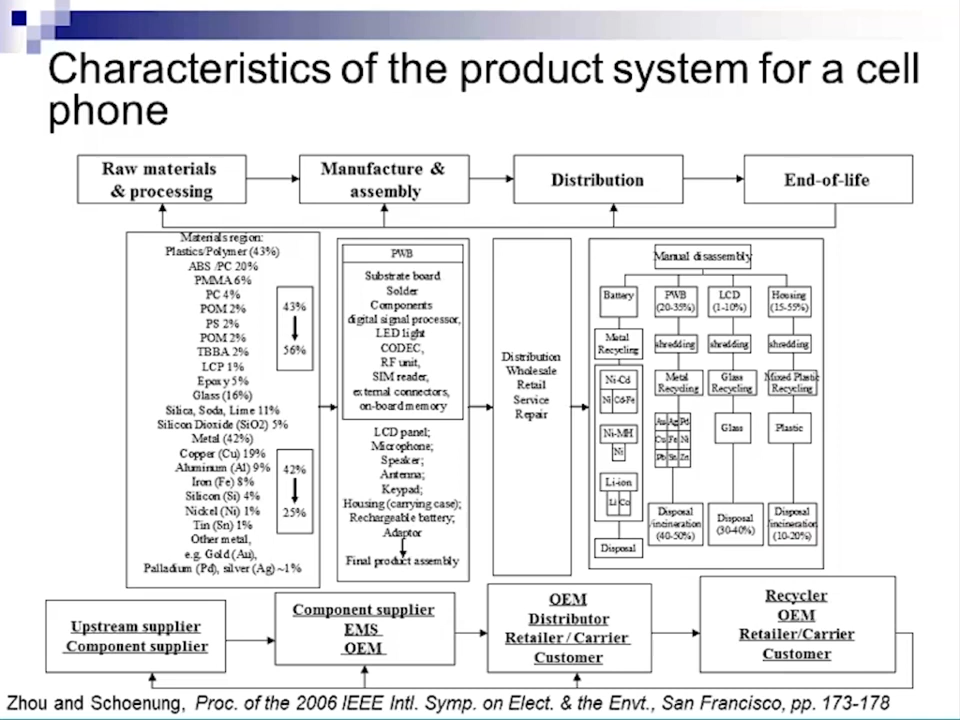 Characteristics of the product system for a cell
phone
Raw materials
& processing
Manufacture &
assembly
Distribution
End-of-life
Materials region:
Plastics/Polymer (43%)
ABS /PC 20%
PMMA 6%
PC 4%
POM 2%
PS 2%
POM 2%
TBBA 2%
LCP 1%
Epoxy 5%
Glass (16%)
Silica, Soda, Lime 11%
Silicon Dioxide (SiO2) 5%
Metal (42%)
Copper (Cu) 19%
Aluminum (Al) 9%
Iron (Fe) 8%
Silicon (Si) 4%
Nickel (Ni) 1%
Tin (Sn) 1%
Other metal,
e.g. Gold (Au),
Palladium (Pd), silver (Ag) ~1%
43%
56%
42%
25%
PWB
Substrate board
Solder
Components
digital signal processor,
LED light
CODEC,
RF unit,
SIM reader,
external connectors,
on-board memory
LCD panel;
Microphone;
Speaker;
Antenna;
Keypad;
Housing (carrying case);
Rechargeable battery;
Adaptor
Final product assembly
Distribution
Wholesale
Retail
Service
Repair
Manual disassembly
Battery
Metal
Recycling
Ni-Cd
Ni Cd Fe
Ni-MH
Ni
Li-ion
Li Co
Disposal
PWB
(20-35%)
shredding
Metal
Recycling
Au Ag Pd
Cu Fe Ni
Pb Sn Zn
Disposal
/incineration
(40-50%)
LCD
(1-10%)
shredding
Glass
Recycling
Glass
Disposal
(30-40%)
Housing
(15-55%)
shredding
Mixed Plastic
Recycling
Plastic
Disposal
/incineration
(10-20%)
Upstream supplier
Component supplier
Component supplier
EMS
OEM
OEM
Distributor
Retailer / Carrier
Customer
Recycler
OEM
Retailer/Carrier
Customer
Zhou and Schoenung, Proc. of the 2006 IEEE Intl. Symp. on Elect. & the Envt., San Francisco, pp. 173-178